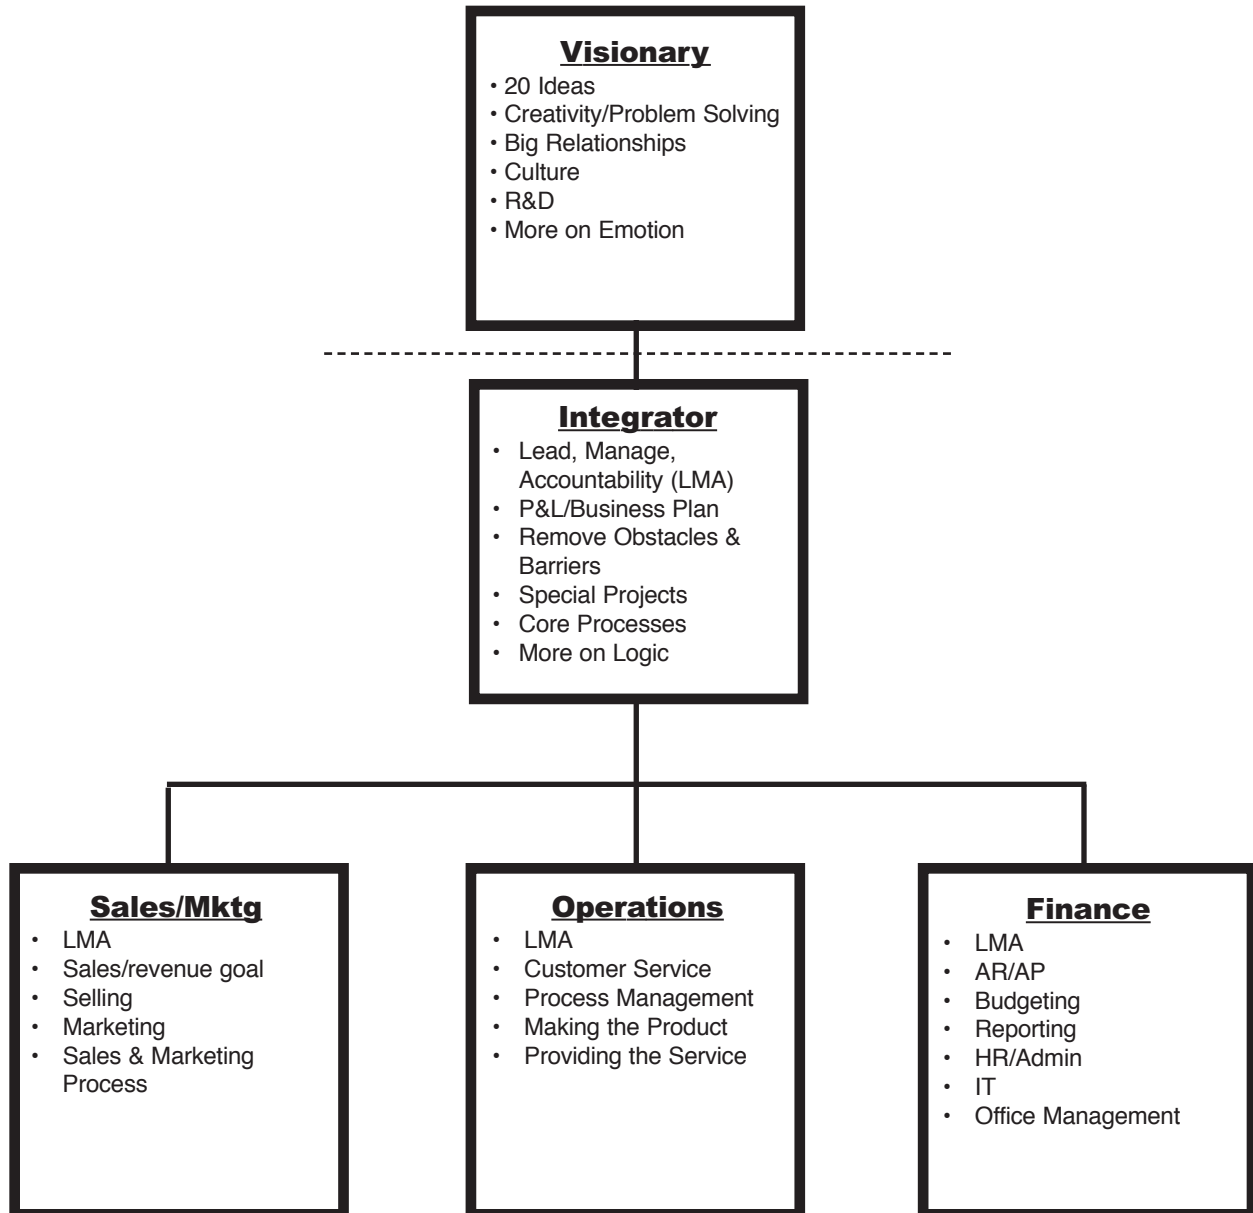 Visionary
• 20 Ideas
• Creativity/Problem Solving
• Big Relationships
• Culture
• R&D
• More on Emotion
Integrator
• Lead, Manage,
Accountability (LMA)
• P&L/Business Plan
• Remove Obstacles &
Barriers
• Special Projects
• Core Processes
• More on Logic
Sales/Mktg
• LMA
• Sales/revenue goal
• Selling
• Marketing
• Sales & Marketing
Process
Operations
• LMA
• Customer Service
• Process Management
• Making the Product
• Providing the Service
Finance
• LMA
• AR/AP
• Budgeting
• Reporting
• HR/Admin
• IT
• Office Management